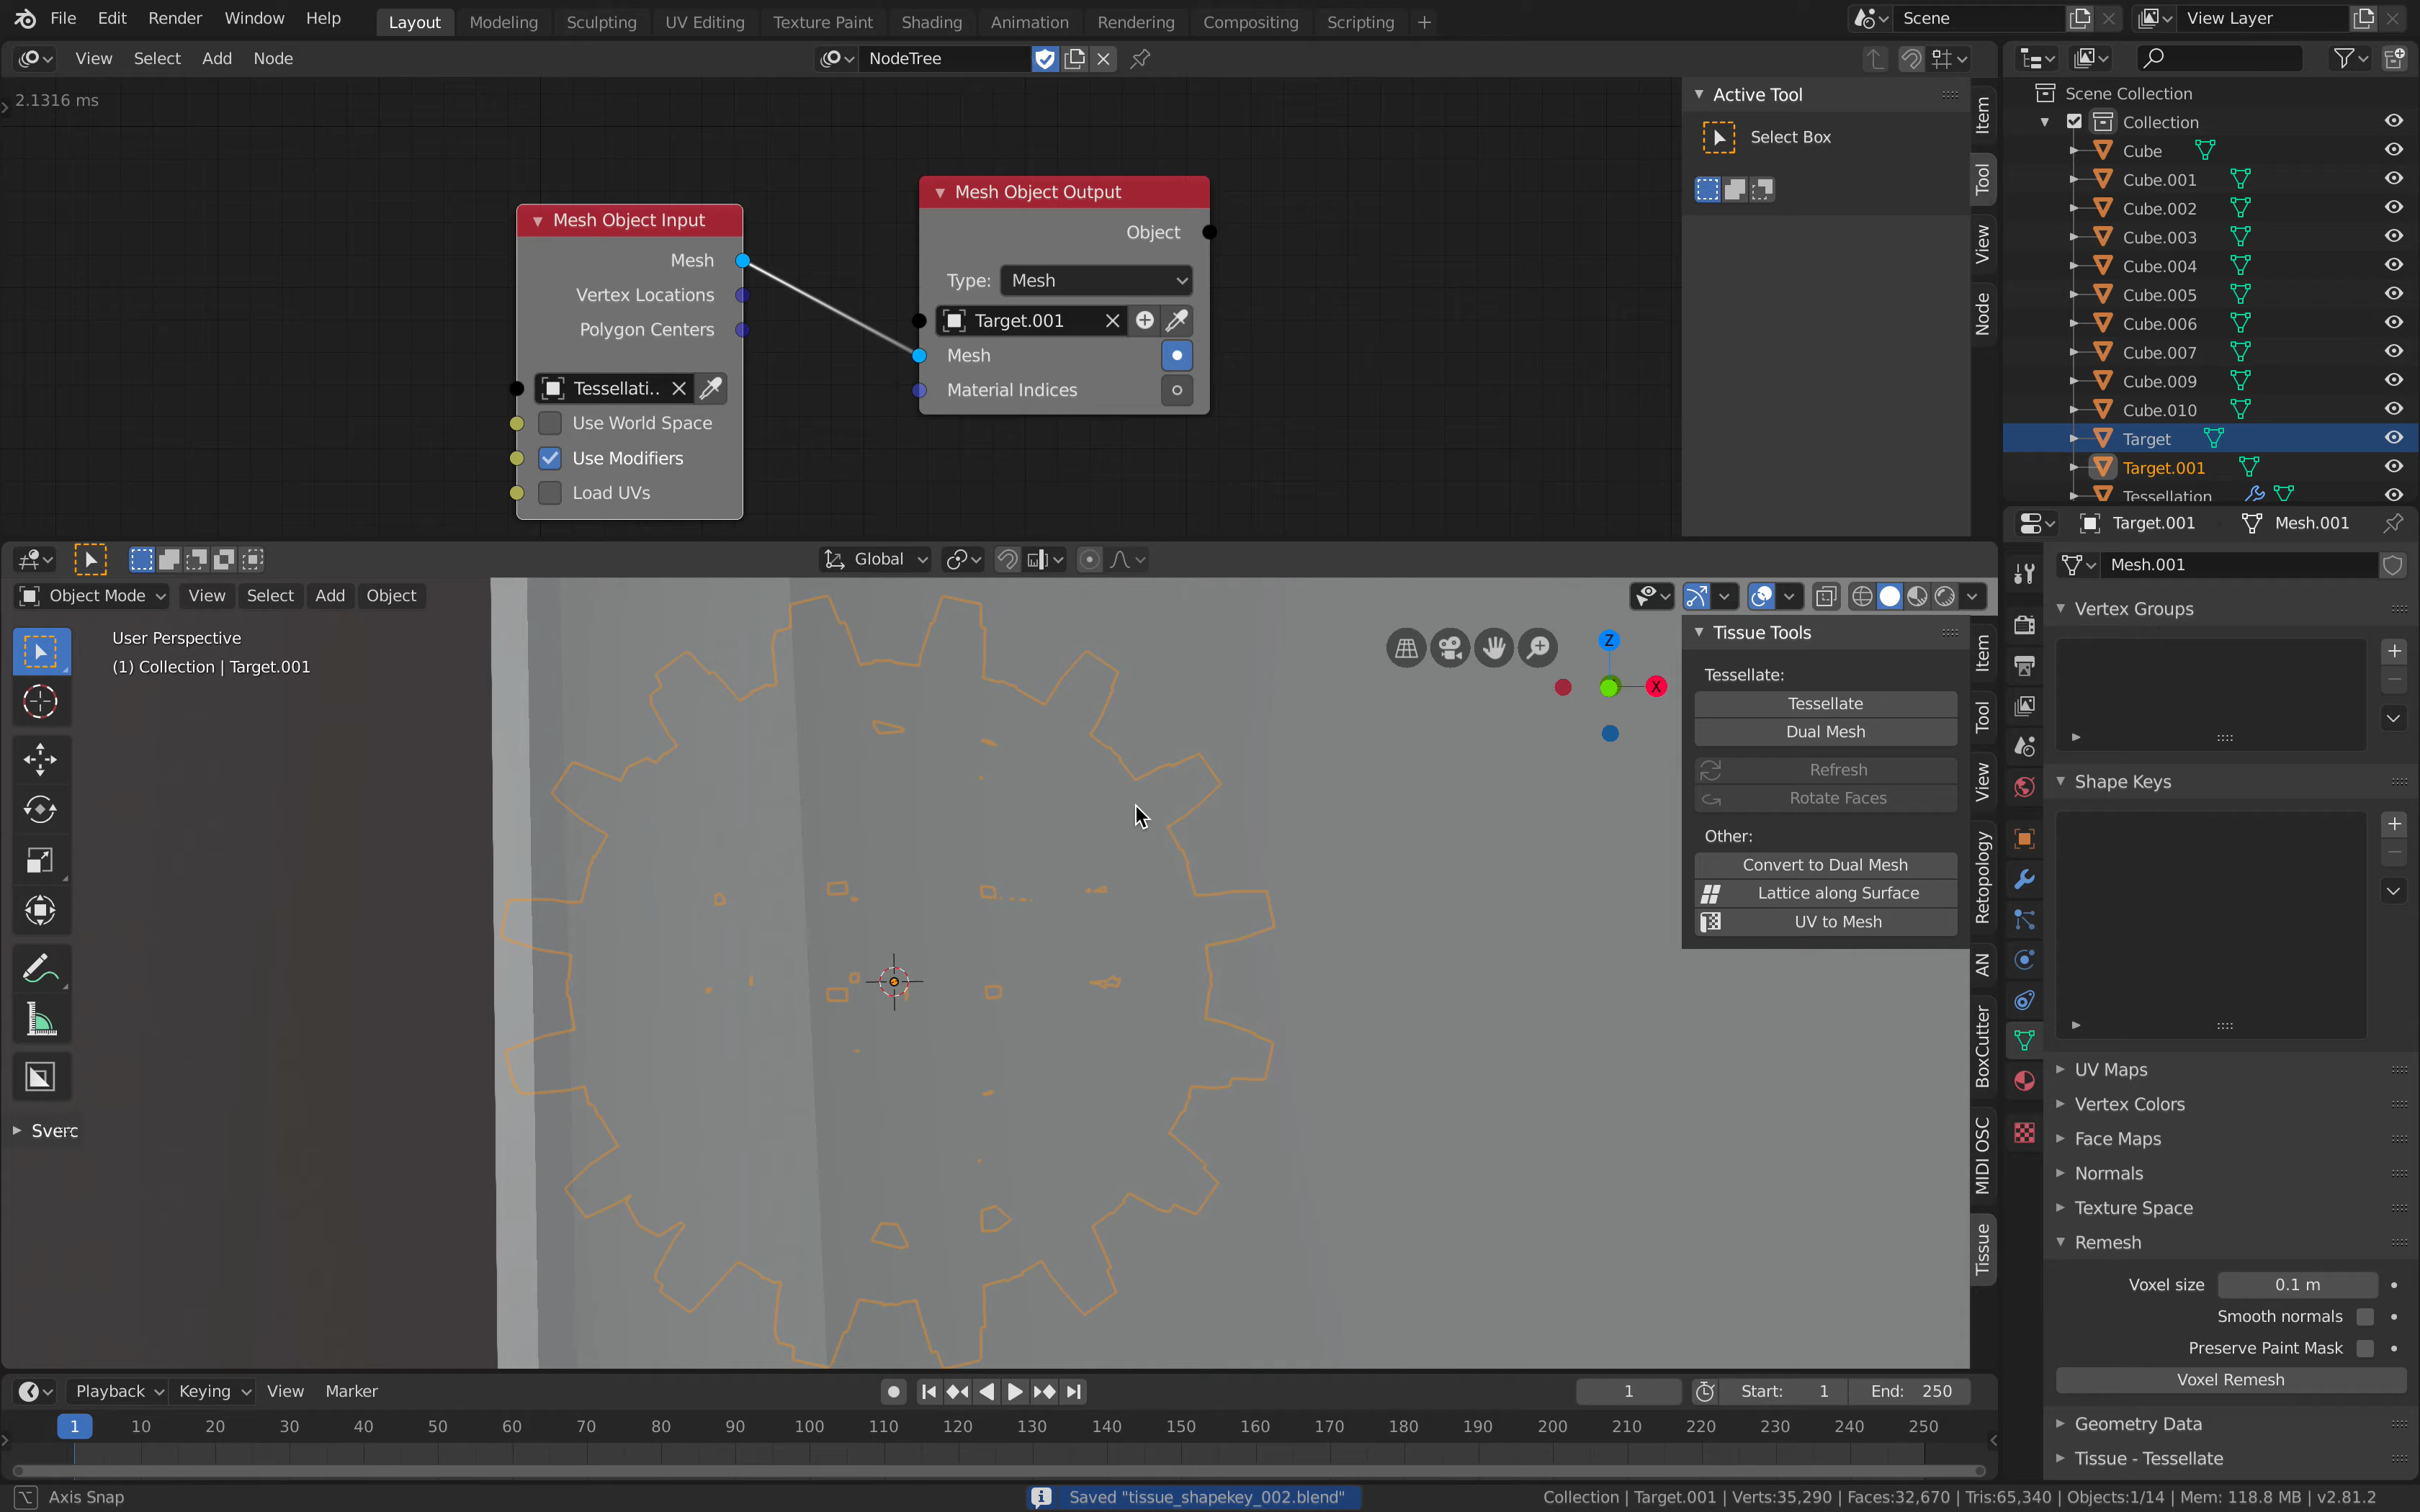 File Edit Render Window Help Layout Modeling Sculpting UV Editing Texture Paint Shading Animation Rendering Compositing Scripting + Scene View Layer
View Select Add Node NodeTree
2.1316 ms
Mesh Object Input
Mesh
Vertex Locations
Polygon Centers
Tessellati..
Use World Space
Use Modifiers
Load UVs
Mesh Object Output
Object
Type: Mesh
Target.001
Mesh
Material Indices
Active Tool
Select Box
Item
Tool
View
Node
Scene Collection
Collection
Cube
Cube.001
Cube.002
Cube.003
Cube.004
Cube.005
Cube.006
Cube.007
Cube.009
Cube.010
Target
Target.001
Tessellation
Target.001 Mesh.001
Global
Object Mode View Select Add Object
User Perspective
(1) Collection | Target.001
Sverc
Z
X
Tissue Tools
Tessellate:
Tessellate
Dual Mesh
Refresh
Rotate Faces
Other:
Convert to Dual Mesh
Lattice along Surface
UV to Mesh
Item
Tool
View
Retopology
AN
BoxCutter
MIDI OSC
Tissue
Mesh.001
Vertex Groups
Shape Keys
UV Maps
Vertex Colors
Face Maps
Normals
Texture Space
Remesh
Voxel size 0.1 m
Smooth normals
Preserve Paint Mask
Voxel Remesh
Geometry Data
Tissue - Tessellate
Playback Keying View Marker 1 Start: 1 End: 250
1 10 20 30 40 50 60 70 80 90 100 110 120 130 140 150 160 170 180 190 200 210 220 230 240 250
Axis Snap Saved "tissue_shapekey_002.blend" Collection | Target.001 | Verts:35,290 | Faces:32,670 | Tris:65,340 | Objects:1/14 | Mem: 118.8 MB | v2.81.2